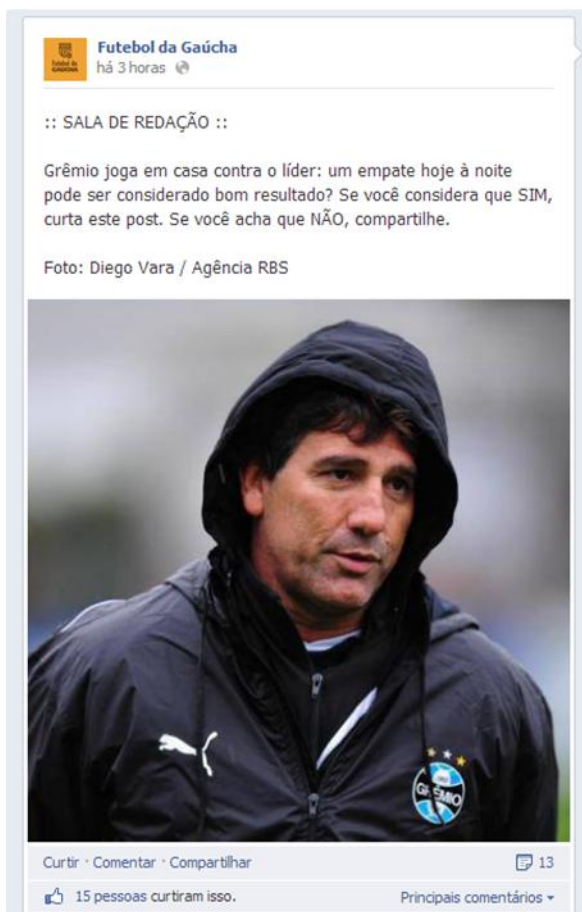 Futebol da Gaúcha
há 3 horas
:: SALA DE REDAÇÃO ::
Grêmio joga em casa contra o líder: um empate hoje à noite
pode ser considerado bom resultado? Se você considera que SIM,
curta este post. Se você acha que NÃO, compartilhe.
Foto: Diego Vara / Agência RBS
GRÊMIO
Curtir · Comentar · Compartilhar
13
15 pessoas curtiram isso.
Principais comentários